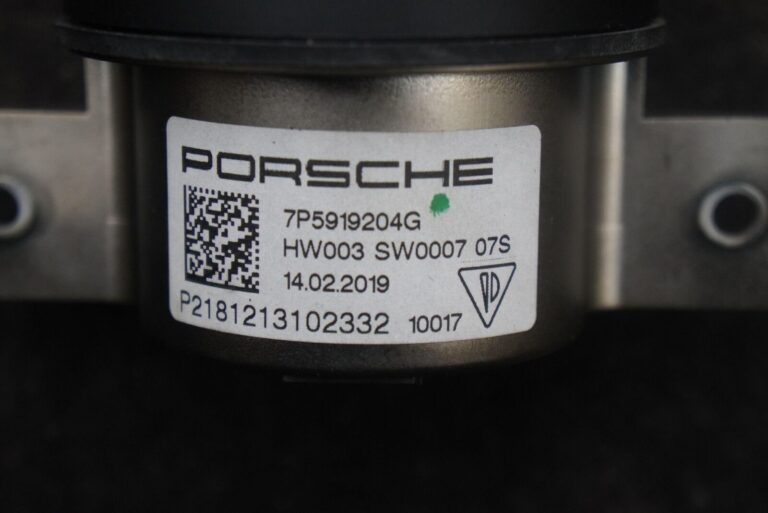 PORSCHE
7P5919204G
HW003 SW0007 07S
14.02.2019
P2181213102332 10017